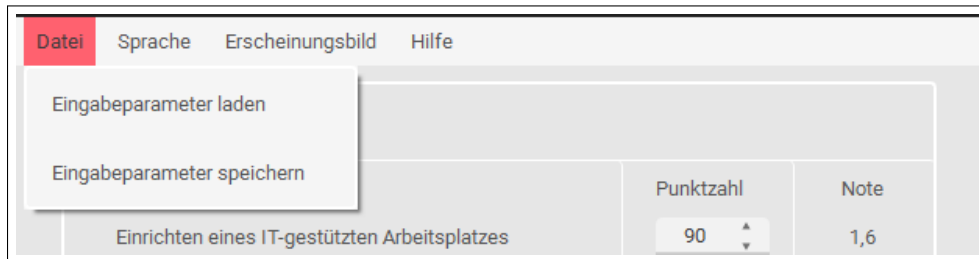 Datei Sprache Erscheinungsbild Hilfe
Eingabeparameter laden
Eingabeparameter speichern
Punktzahl Note
Einrichten eines IT-gestützten Arbeitsplatzes 90 1,6